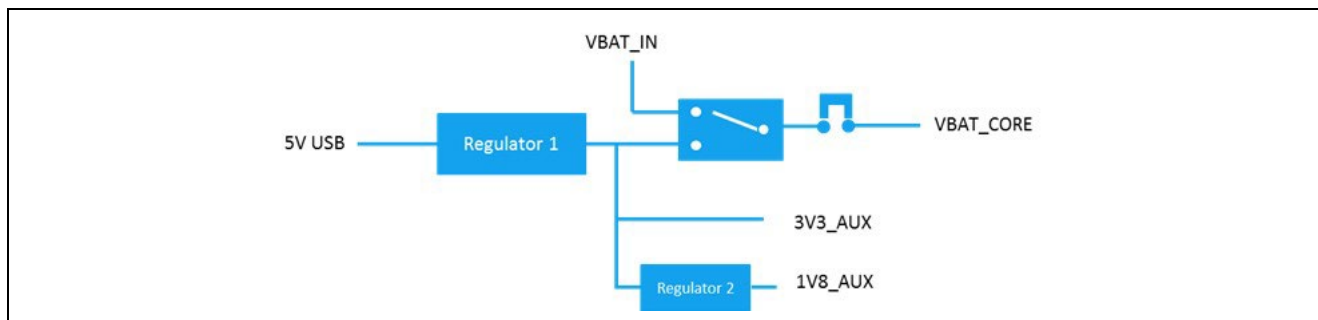 VBAT_IN
5V USB
Regulator 1
VBAT_CORE
3V3_AUX
Regulator 2
1V8_AUX